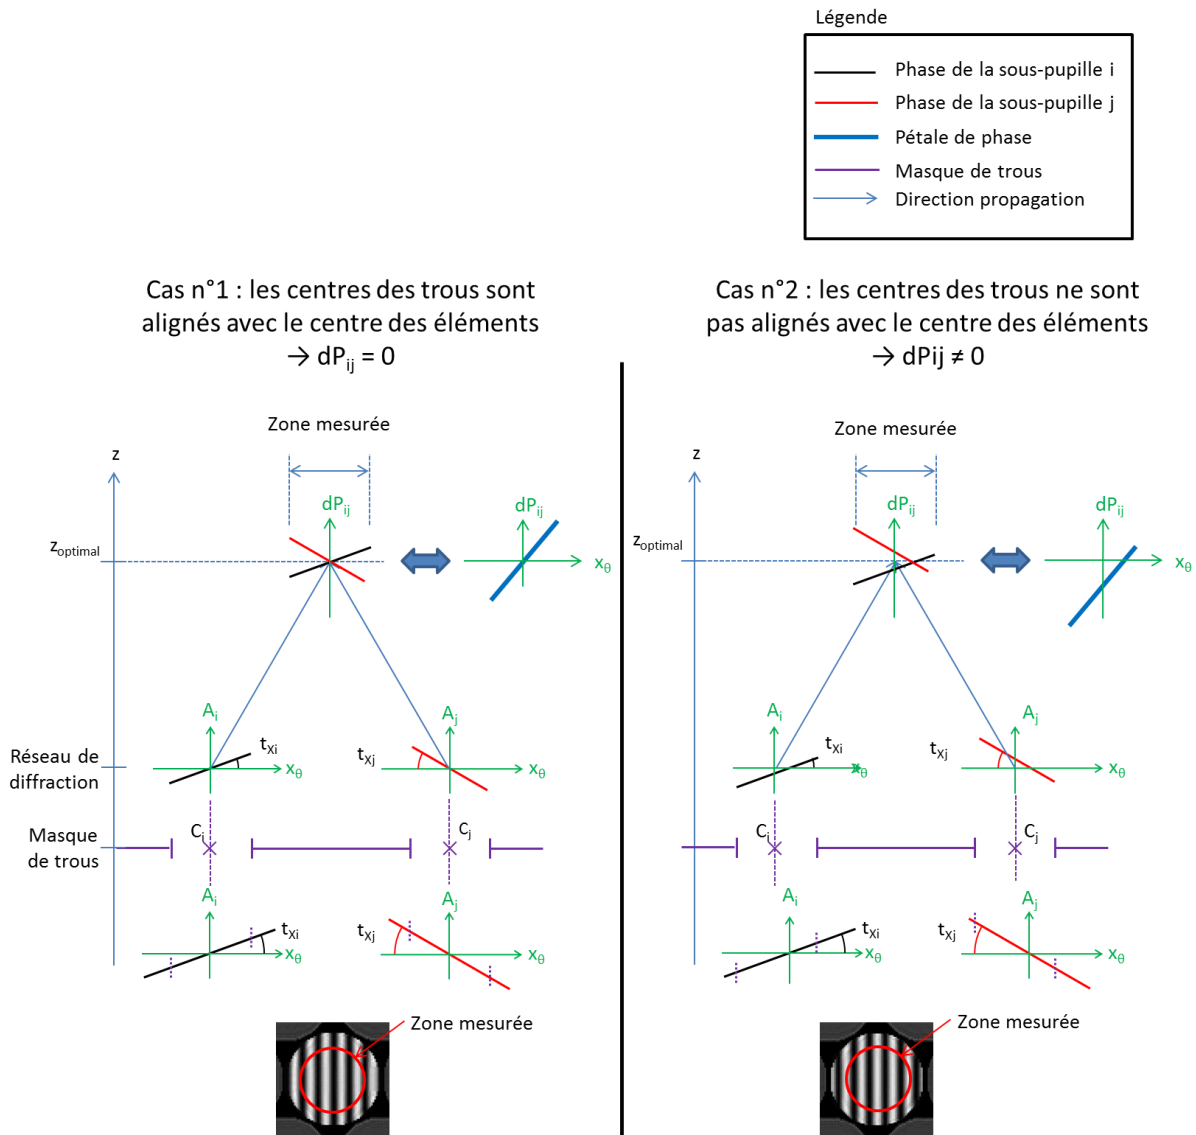 Légende
Phase de la sous-pupille i
Phase de la sous-pupille j
Pétale de phase
Masque de trous
Direction propagation
Cas n°1 : les centres des trous sont
alignés avec le centre des éléments
→ dPij = 0
Zone mesurée
z
dPij
dPij
zoptimal
xθ
Ai
Aj
tXi
tXj
xθ
xθ
Réseau de
diffraction
Masque
de trous
Ci
Cj
Ai
Aj
tXi
tXj
xθ
xθ
Zone mesurée
Cas n°2 : les centres des trous ne sont
pas alignés avec le centre des éléments
→ dPij ≠ 0
Zone mesurée
z
dPij
dPij
zoptimal
xθ
Ai
Aj
tXi
tXj
xθ
xθ
Ci
Cj
Ai
Aj
tXi
tXj
xθ
xθ
Zone mesurée